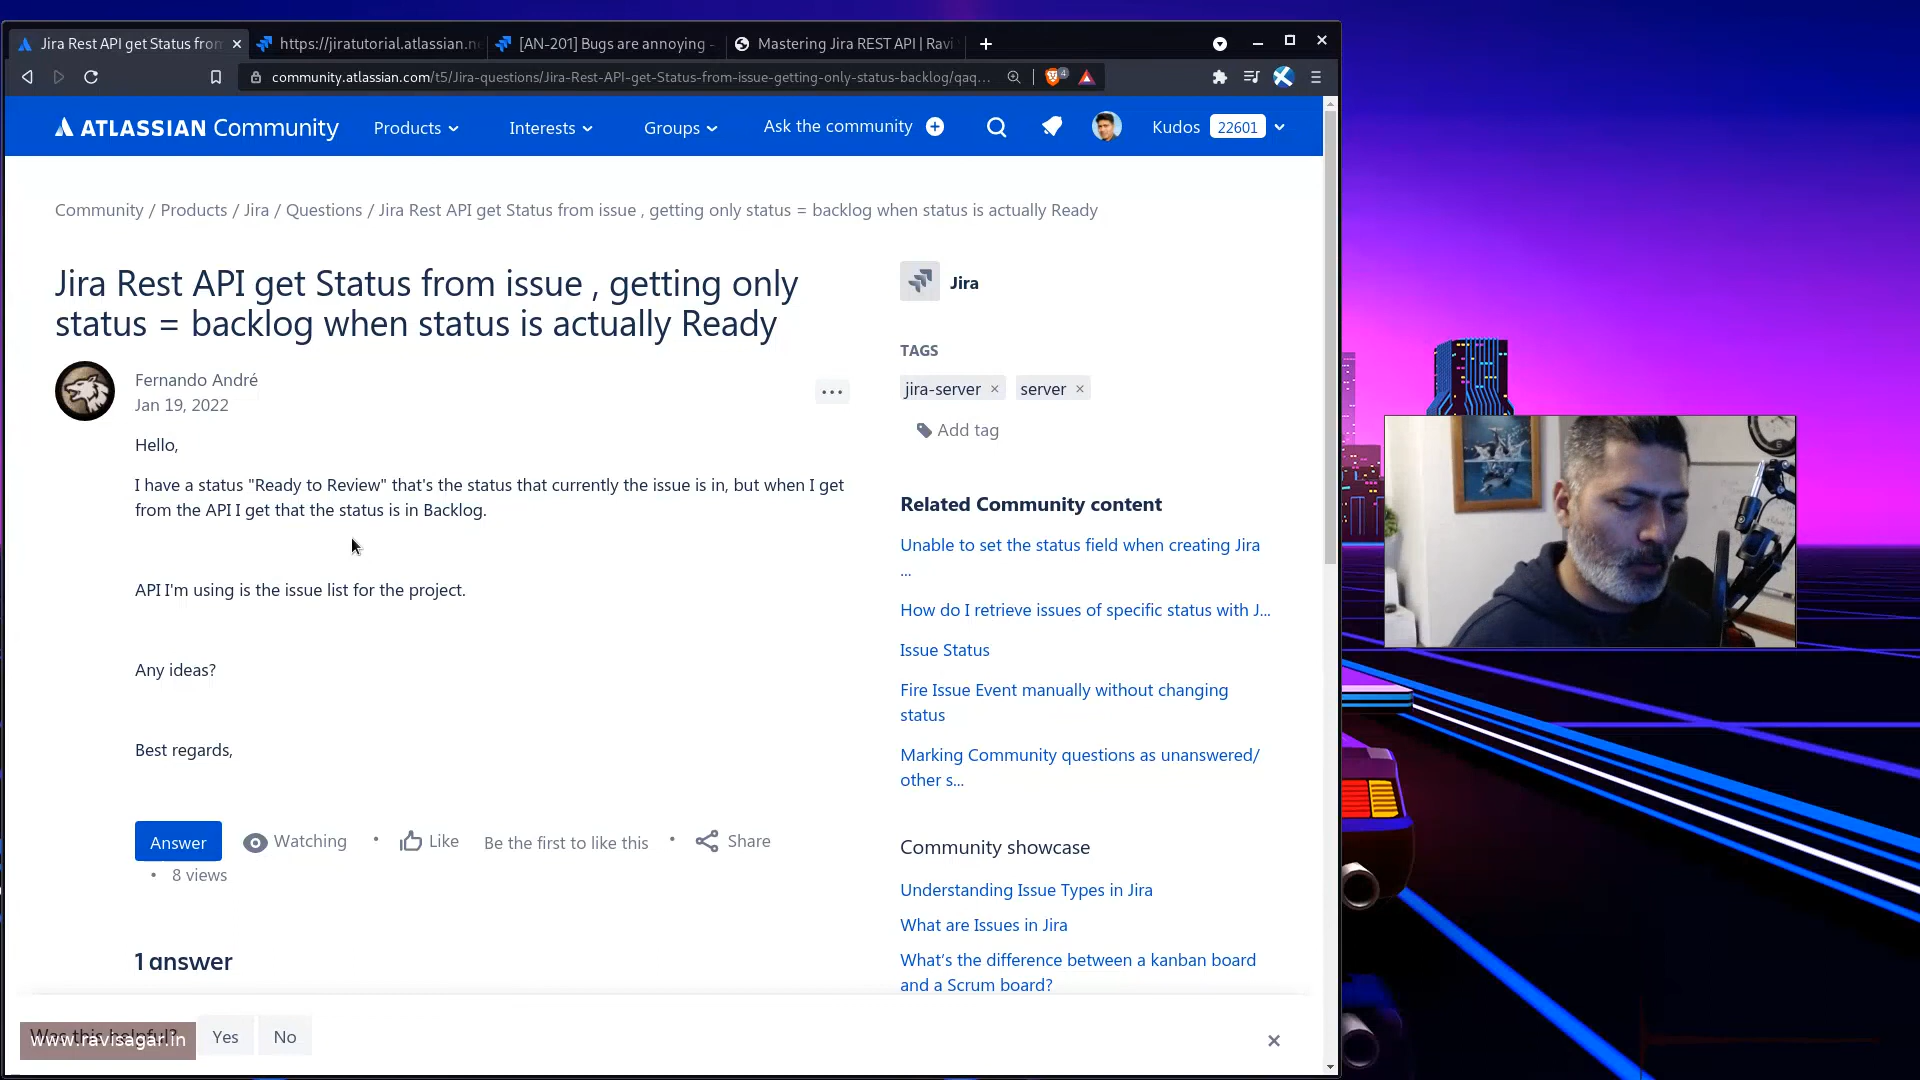 Jira Rest API get Status from
https://jiratutorial.atlassian.ne
[AN-201] Bugs are annoying -
Mastering Jira REST API | Ravi
community.atlassian.com/t5/Jira-questions/Jira-Rest-API-get-Status-from-issue-getting-only-status-backlog/qaq...
4
ATLASSIAN Community
Products
Interests
Groups
Ask the community
Kudos 22601
Community / Products / Jira / Questions / Jira Rest API get Status from issue , getting only status = backlog when status is actually Ready
Jira Rest API get Status from issue , getting only
status = backlog when status is actually Ready
Fernando André
Jan 19, 2022
...
Hello,
I have a status "Ready to Review" that's the status that currently the issue is in, but when I get
from the API I get that the status is in Backlog.
API I'm using is the issue list for the project.
Any ideas?
Best regards,
Answer
Watching
•
Like
Be the first to like this
•
Share
• 8 views
1 answer
Jira
TAGS
jira-server ×
server ×
Add tag
Related Community content
Unable to set the status field when creating Jira
...
How do I retrieve issues of specific status with J...
Issue Status
Fire Issue Event manually without changing
status
Marking Community questions as unanswered/
other s...
Community showcase
Understanding Issue Types in Jira
What are Issues in Jira
What's the difference between a kanban board
and a Scrum board?
Was this helpful?
Yes
No
www.ravisagar.in